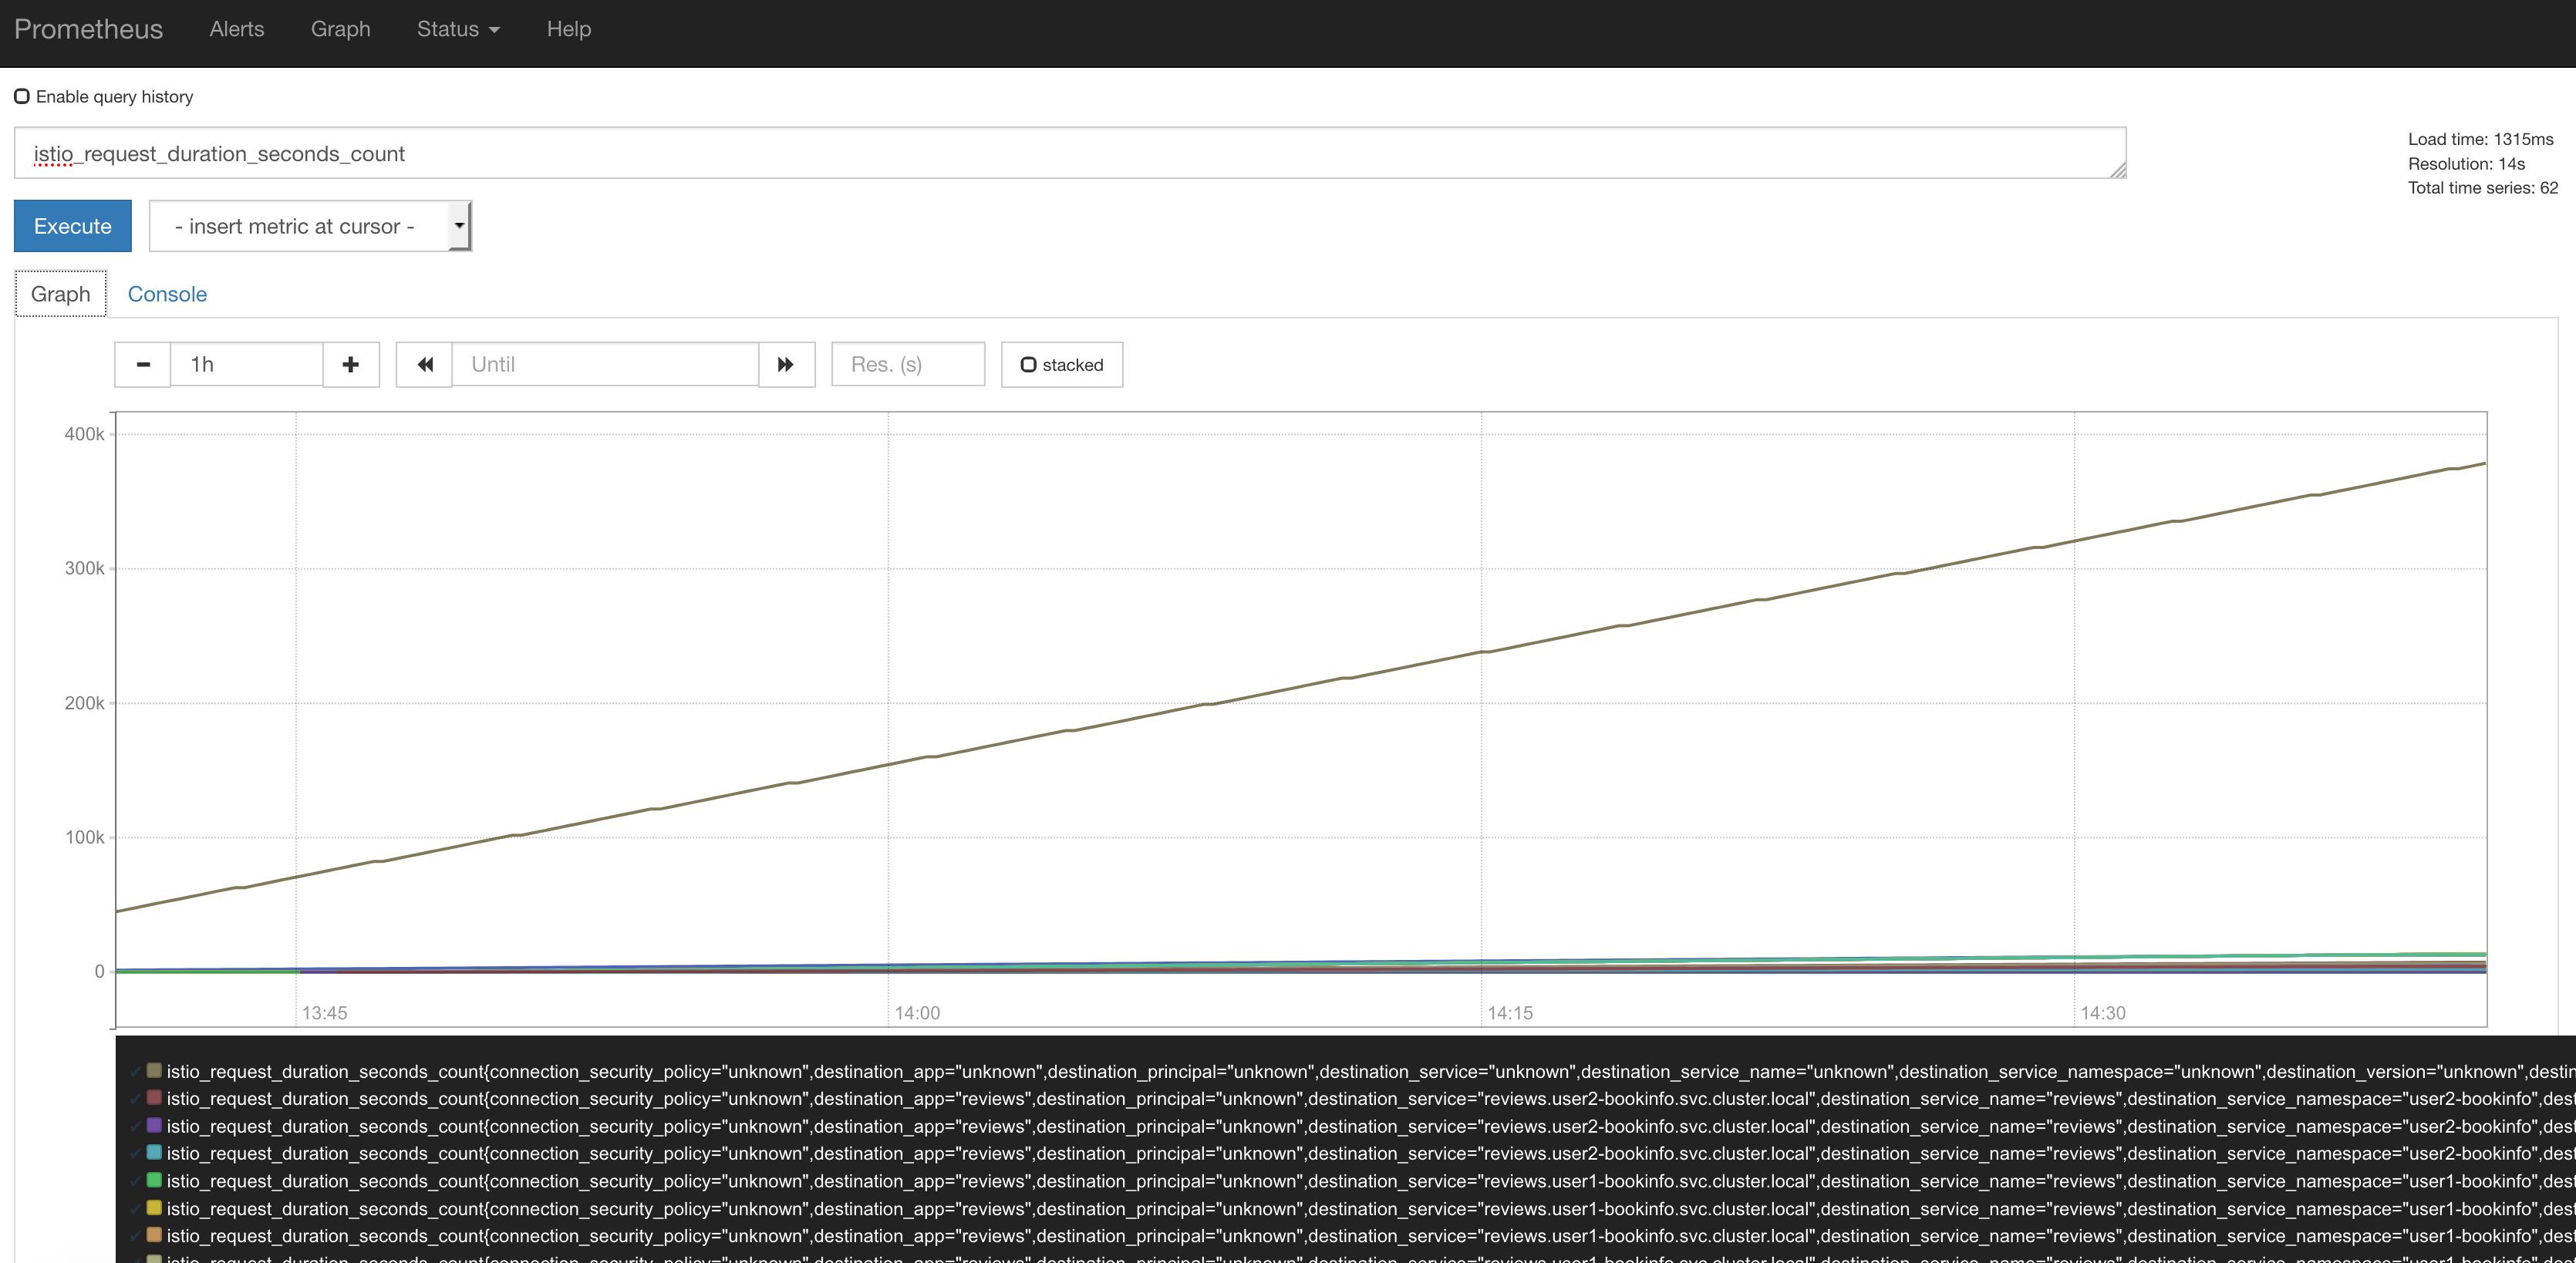 Prometheus Alerts Graph Status Help
Enable query history
istio_request_duration_seconds_count
Load time: 1315ms
Resolution: 14s
Total time series: 62
Execute - insert metric at cursor -
Graph Console
1h Until Res. (s) stacked
400k
300k
200k
100k
0
13:45 14:00 14:15 14:30
istio_request_duration_seconds_count{connection_security_policy="unknown",destination_app="unknown",destination_principal="unknown",destination_service="unknown",destination_service_name="unknown",destination_service_namespace="unknown",destination_version="unknown",destin
istio_request_duration_seconds_count{connection_security_policy="unknown",destination_app="reviews",destination_principal="unknown",destination_service="reviews.user2-bookinfo.svc.cluster.local",destination_service_name="reviews",destination_service_namespace="user2-bookinfo",dest
istio_request_duration_seconds_count{connection_security_policy="unknown",destination_app="reviews",destination_principal="unknown",destination_service="reviews.user2-bookinfo.svc.cluster.local",destination_service_name="reviews",destination_service_namespace="user2-bookinfo",dest
istio_request_duration_seconds_count{connection_security_policy="unknown",destination_app="reviews",destination_principal="unknown",destination_service="reviews.user2-bookinfo.svc.cluster.local",destination_service_name="reviews",destination_service_namespace="user2-bookinfo",dest
istio_request_duration_seconds_count{connection_security_policy="unknown",destination_app="reviews",destination_principal="unknown",destination_service="reviews.user1-bookinfo.svc.cluster.local",destination_service_name="reviews",destination_service_namespace="user1-bookinfo",dest
istio_request_duration_seconds_count{connection_security_policy="unknown",destination_app="reviews",destination_principal="unknown",destination_service="reviews.user1-bookinfo.svc.cluster.local",destination_service_name="reviews",destination_service_namespace="user1-bookinfo",dest
istio_request_duration_seconds_count{connection_security_policy="unknown",destination_app="reviews",destination_principal="unknown",destination_service="reviews.user1-bookinfo.svc.cluster.local",destination_service_name="reviews",destination_service_namespace="user1-bookinfo",dest